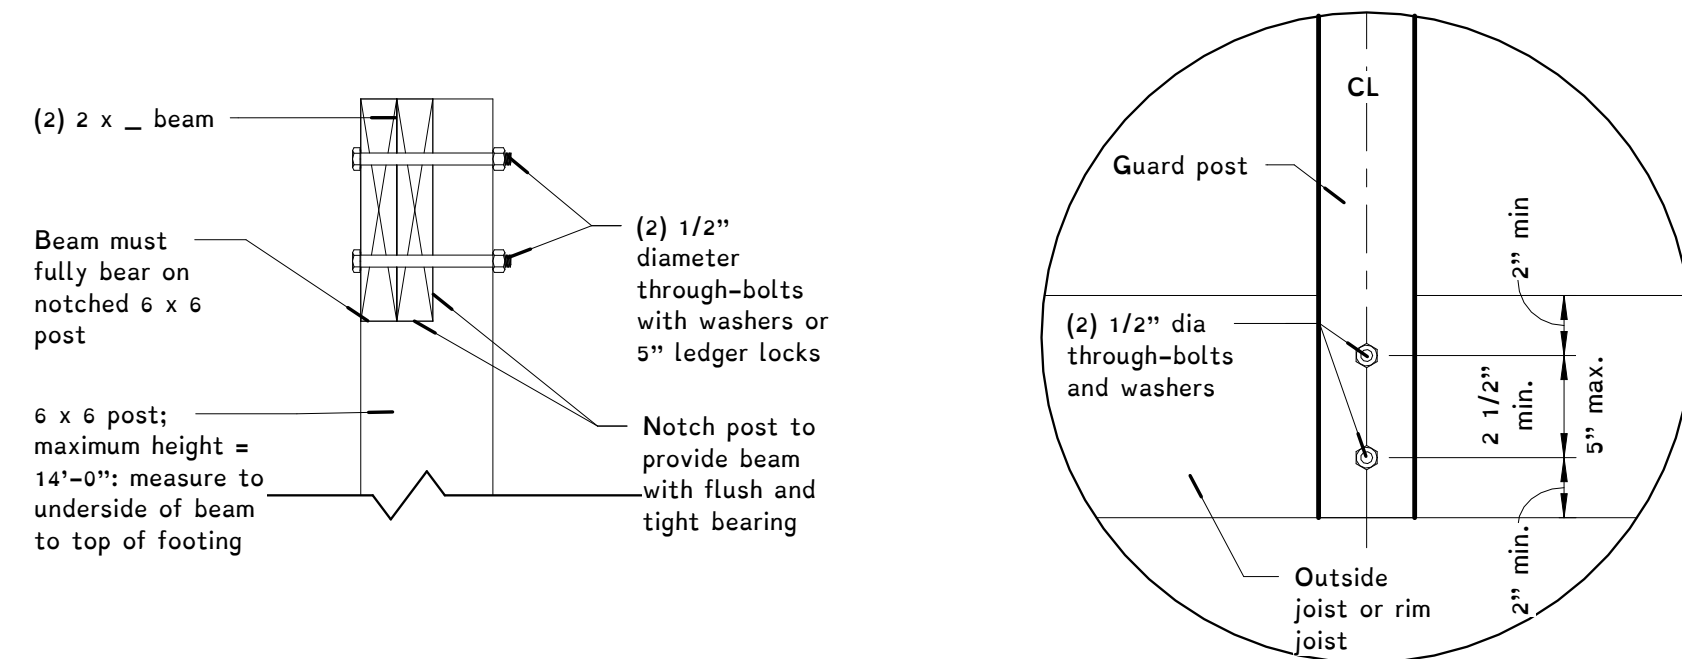 (2) 2 x _ beam
Beam must
fully bear on
notched 6 x 6
post
6 x 6 post;
maximum height =
14’-0”: measure to
underside of beam
to top of footing
(2) 1/2”
diameter
through-bolts
with washers or
5” ledger locks
Notch post to
provide beam
with flush and
tight bearing
CL
Guard post
(2) 1/2” dia
through-bolts
and washers
2” min
2 1/2”
min.
5” max.
2” min.
Outside
joist or rim
joist